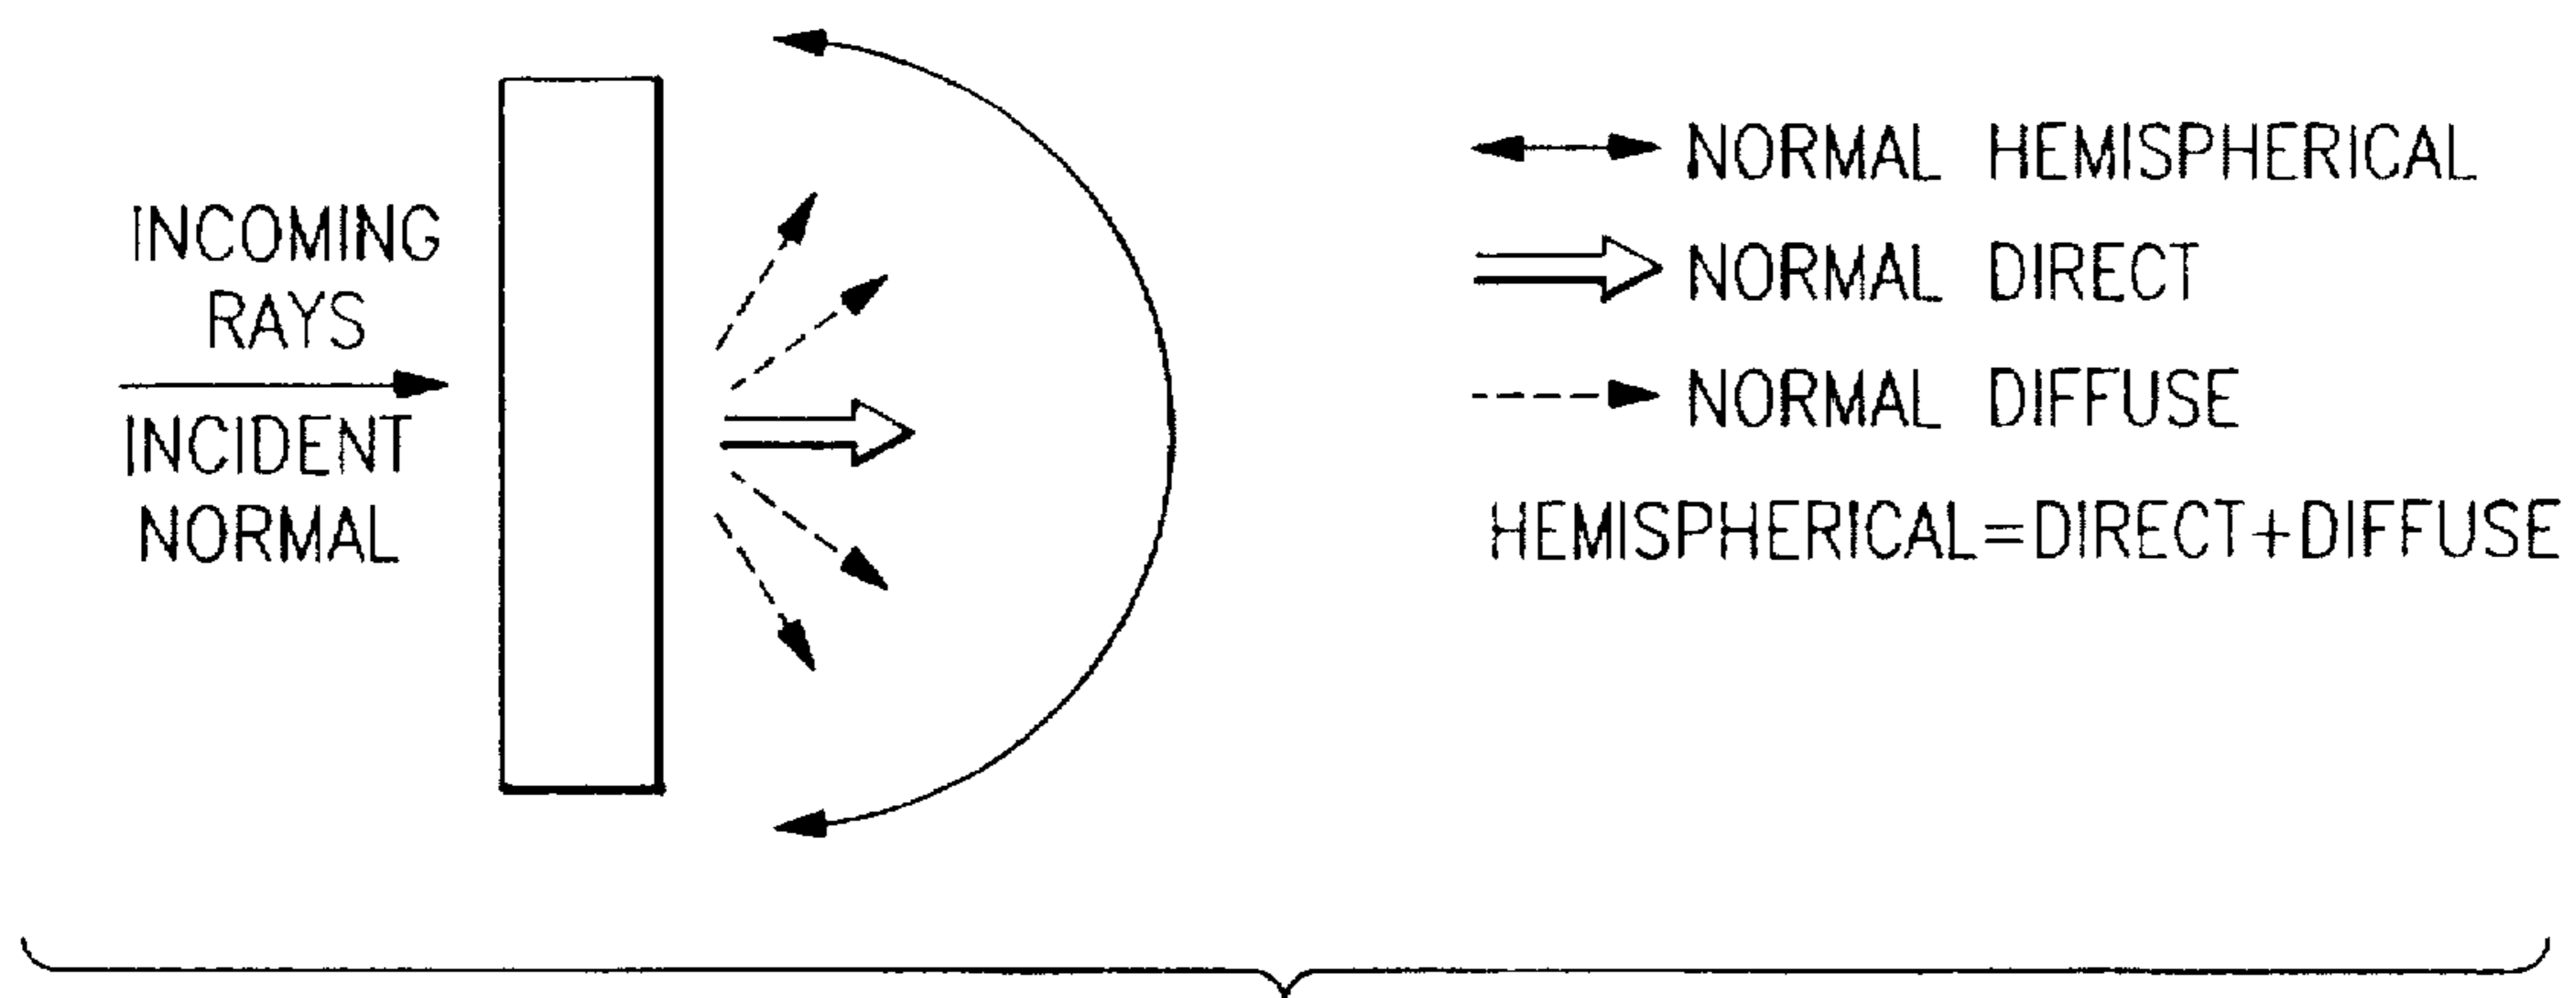 INCOMING
RAYS
INCIDENT
NORMAL
NORMAL HEMISPHERICAL
NORMAL DIRECT
NORMAL DIFFUSE
HEMISPHERICAL=DIRECT+DIFFUSE